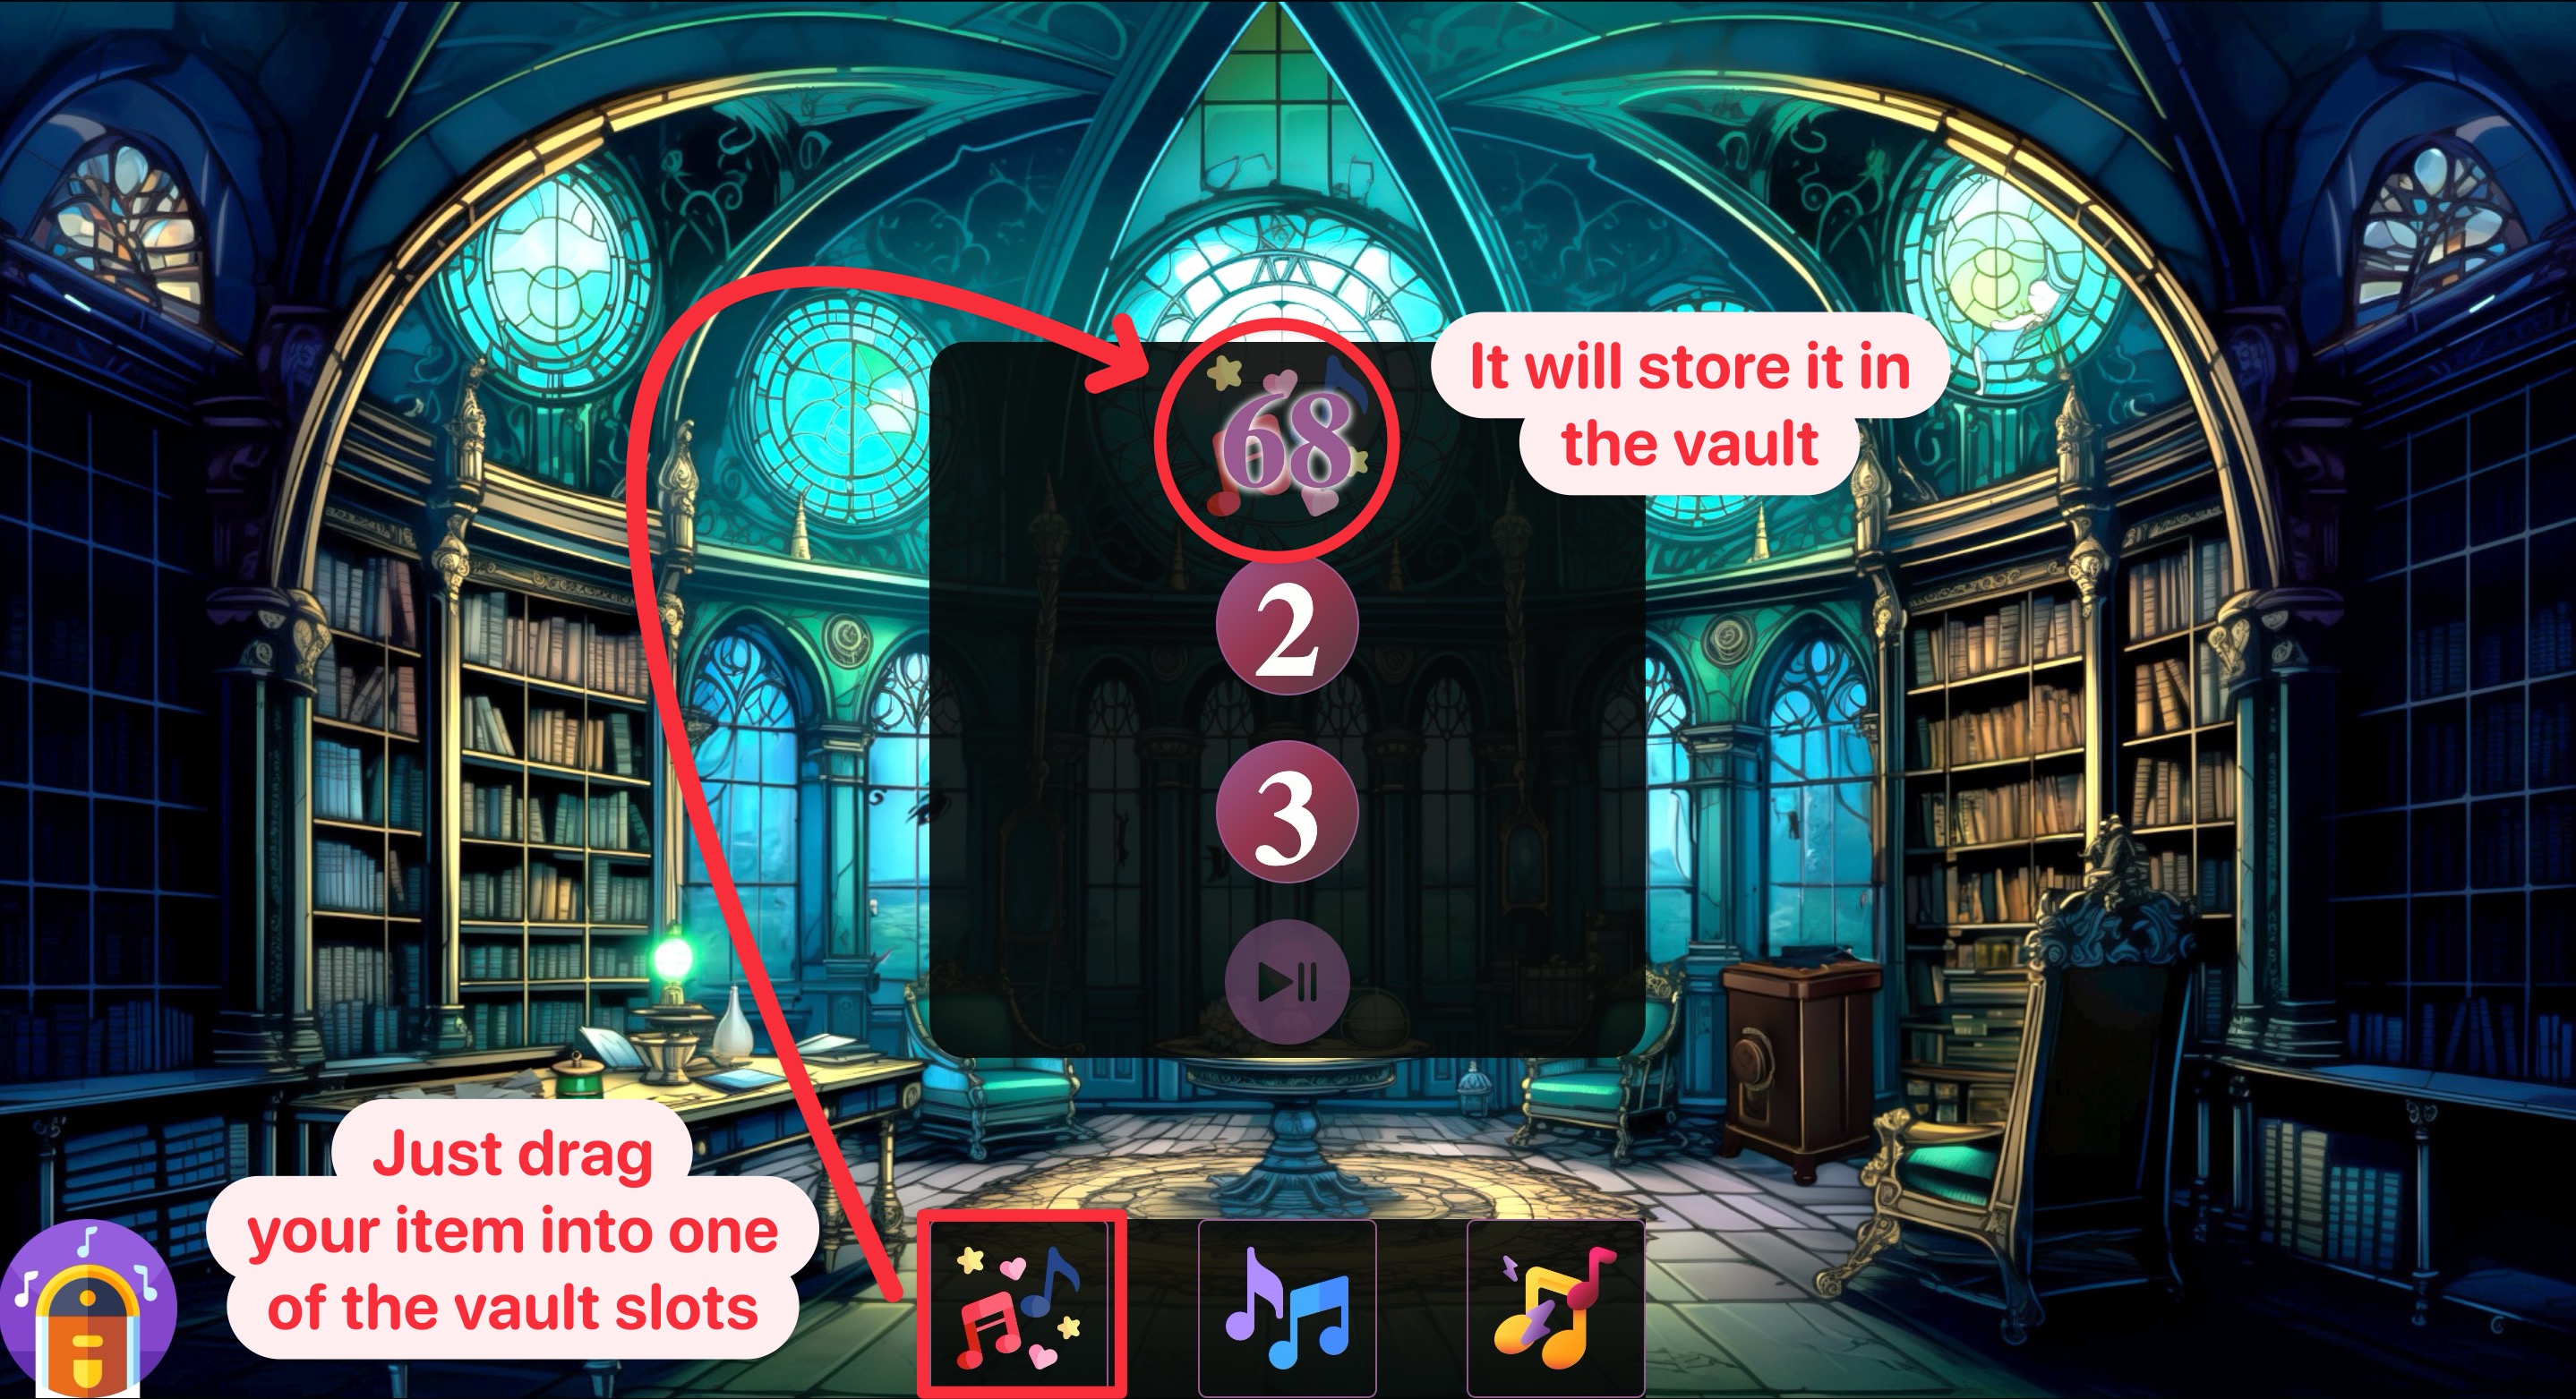 It will store it in
the vault
68
2
3
Just drag
your item into one
of the vault slots